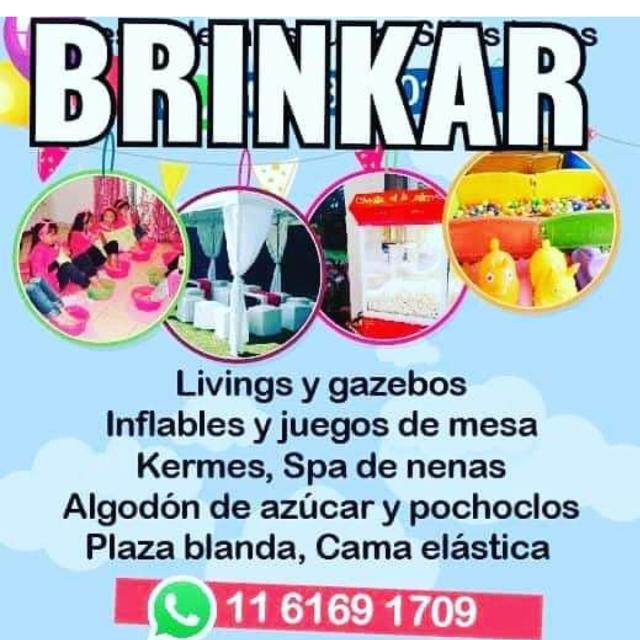 BRINKAR
Livings y gazebos
Inflables y juegos de mesa
Kermes, Spa de nenas
Algodón de azúcar y pochoclos
Plaza blanda, Cama elástica
11 6169 1709